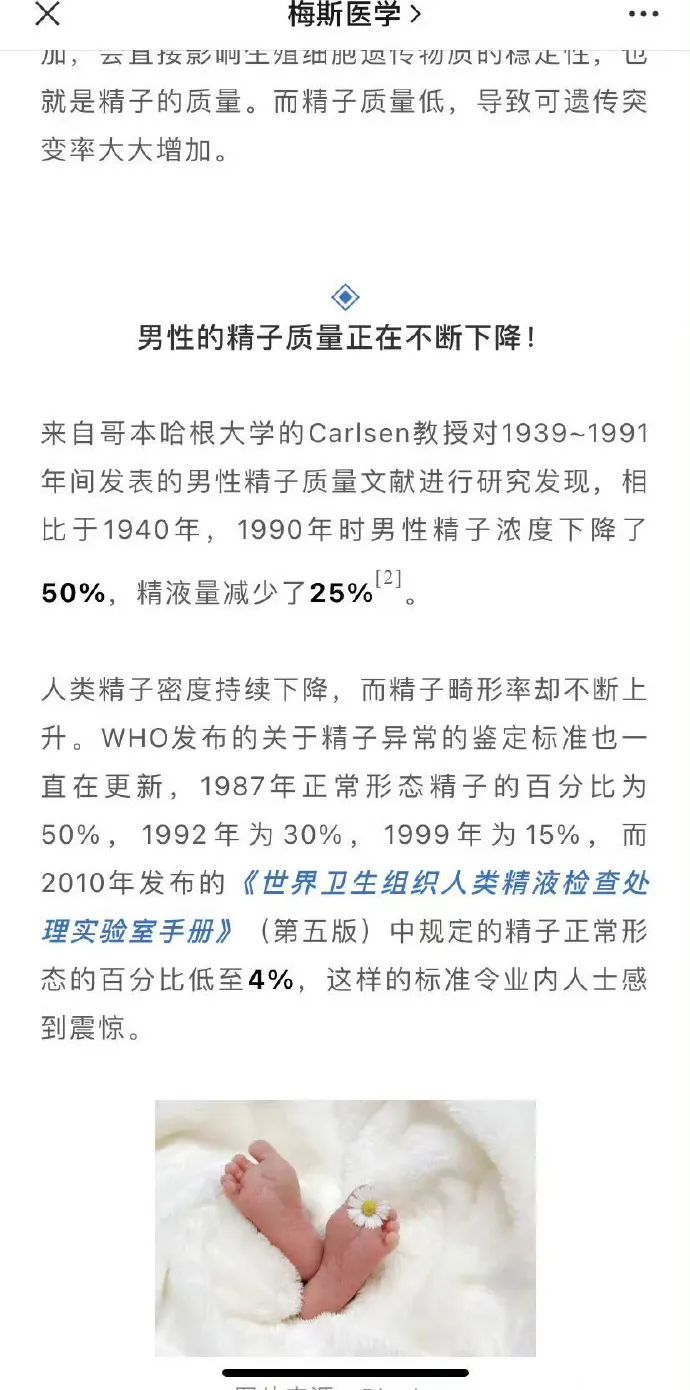 梅斯医学
加，会直接影响生殖细胞遗传物质的稳定性，也
就是精子的质量。而精子质量低，导致可遗传突
变率大大增加。
男性的精子质量正在不断下降！
来自哥本哈根大学的Carlsen教授对1939~1991
年间发表的男性精子质量文献进行研究发现，相
比于1940年，1990年时男性精子浓度下降了
50%，精液量减少了25%[2]。
人类精子密度持续下降，而精子畸形率却不断上
升。WHO发布的关于精子异常的鉴定标准也一
直在更新，1987年正常形态精子的百分比为
50%，1992年为30%，1999年为15%，而
2010年发布的《世界卫生组织人类精液检查处
理实验室手册》（第五版）中规定的精子正常形
态的百分比低至4%，这样的标准令业内人士感
到震惊。